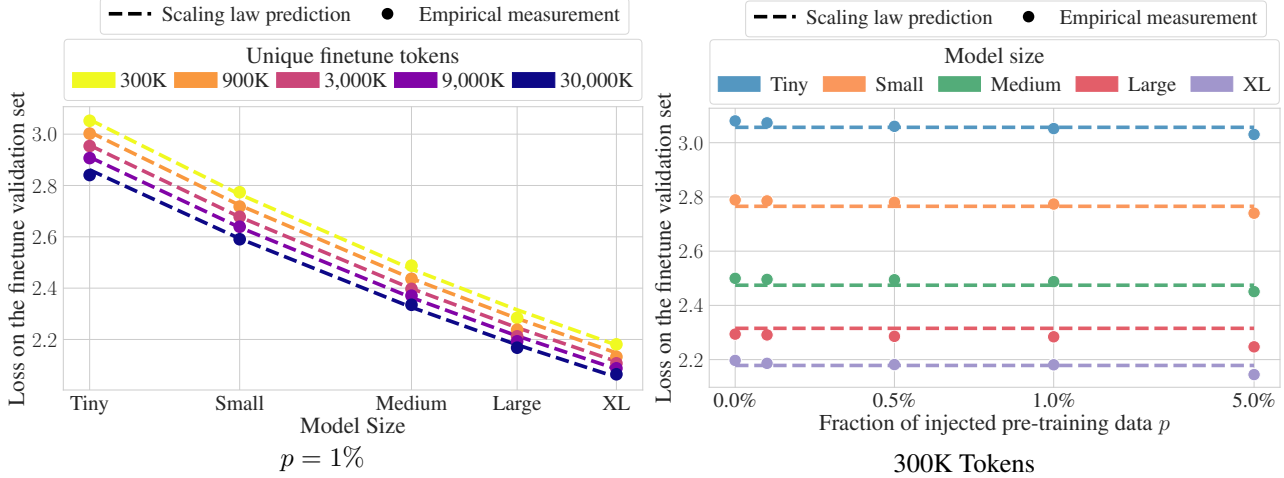 Scaling law prediction Empirical measurement
Unique finetune tokens
300K 900K 3,000K 9,000K 30,000K
Loss on the finetune validation set
3.0
2.8
2.6
2.4
2.2
Tiny Small Medium Large XL
Model Size
p = 1%
Scaling law prediction Empirical measurement
Model size
Tiny Small Medium Large XL
Loss on the finetune validation set
3.0
2.8
2.6
2.4
2.2
0.0% 0.5% 1.0% 5.0%
Fraction of injected pre-training data p
300K Tokens